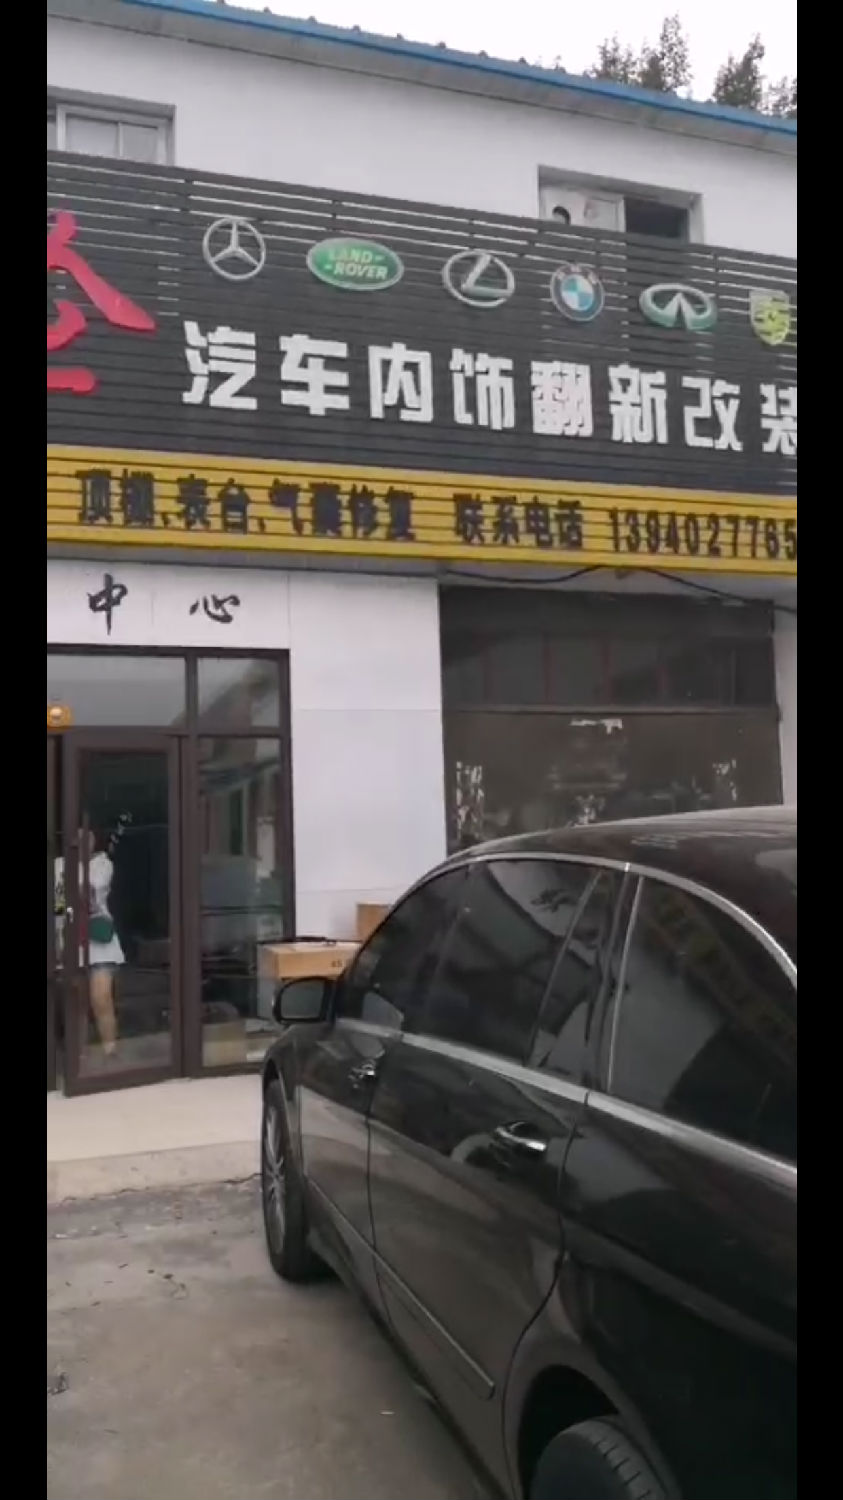 LAND-
-ROVER
汽车内饰翻新改装
顶棚、表台、气囊修复 联系电话 1394027765
中心